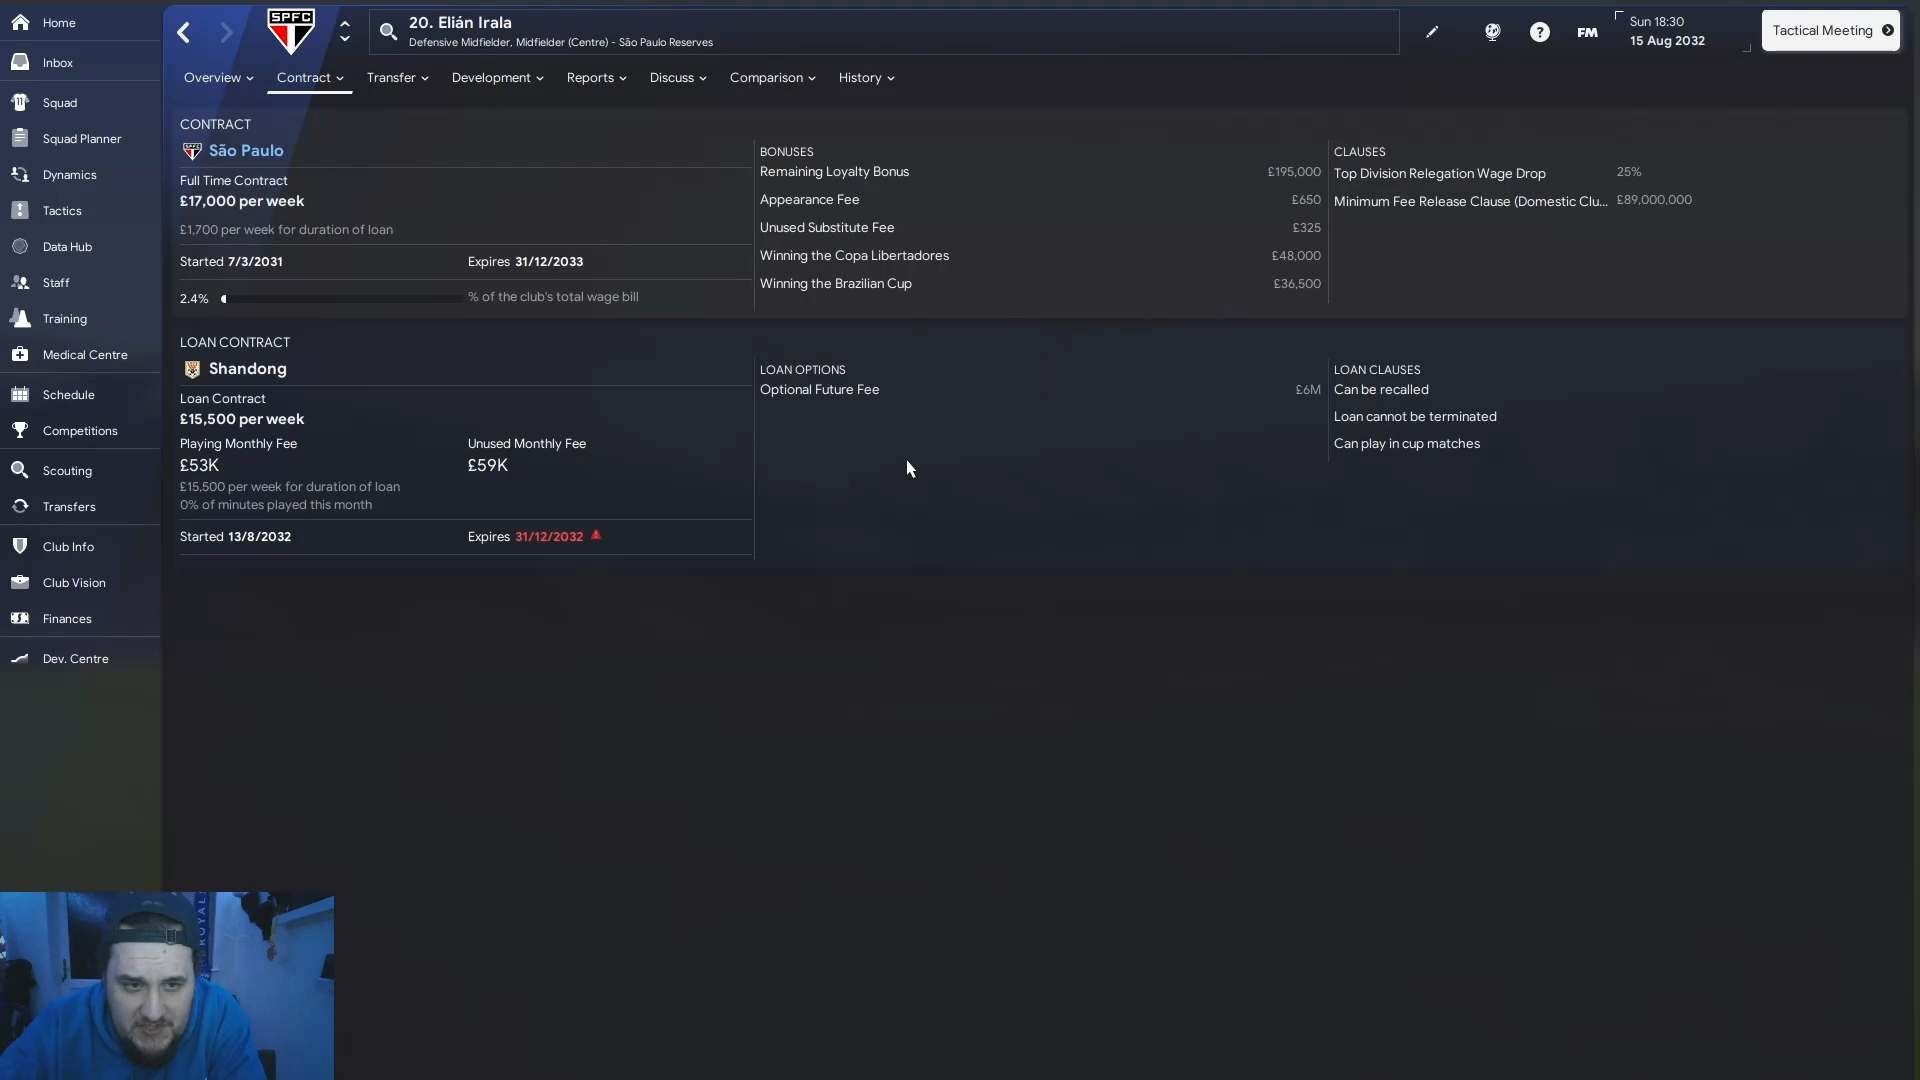 Home
Inbox
Squad
Squad Planner
Dynamics
Tactics
Data Hub
Staff
Training
Medical Centre
Schedule
Competitions
Scouting
Transfers
Club Info
Club Vision
Finances
Dev. Centre
SPFC
20. Elián Irala
Defensive Midfielder, Midfielder (Centre) - São Paulo Reserves
FM
Sun 18:30
15 Aug 2032
Tactical Meeting
Overview
Contract
Transfer
Development
Reports
Discuss
Comparison
History
CONTRACT
São Paulo
Full Time Contract
£17,000 per week
£1,700 per week for duration of loan
Started 7/3/2031 Expires 31/12/2033
2.4% % of the club's total wage bill
BONUSES
Remaining Loyalty Bonus £195,000
Appearance Fee £650
Unused Substitute Fee £325
Winning the Copa Libertadores £48,000
Winning the Brazilian Cup £36,500
CLAUSES
Top Division Relegation Wage Drop 25%
Minimum Fee Release Clause (Domestic Clu... £89,000,000
LOAN CONTRACT
Shandong
Loan Contract
£15,500 per week
Playing Monthly Fee Unused Monthly Fee
£53K £59K
£15,500 per week for duration of loan
0% of minutes played this month
Started 13/8/2032 Expires 31/12/2032
LOAN OPTIONS
Optional Future Fee £6M
LOAN CLAUSES
Can be recalled
Loan cannot be terminated
Can play in cup matches
ROYALS